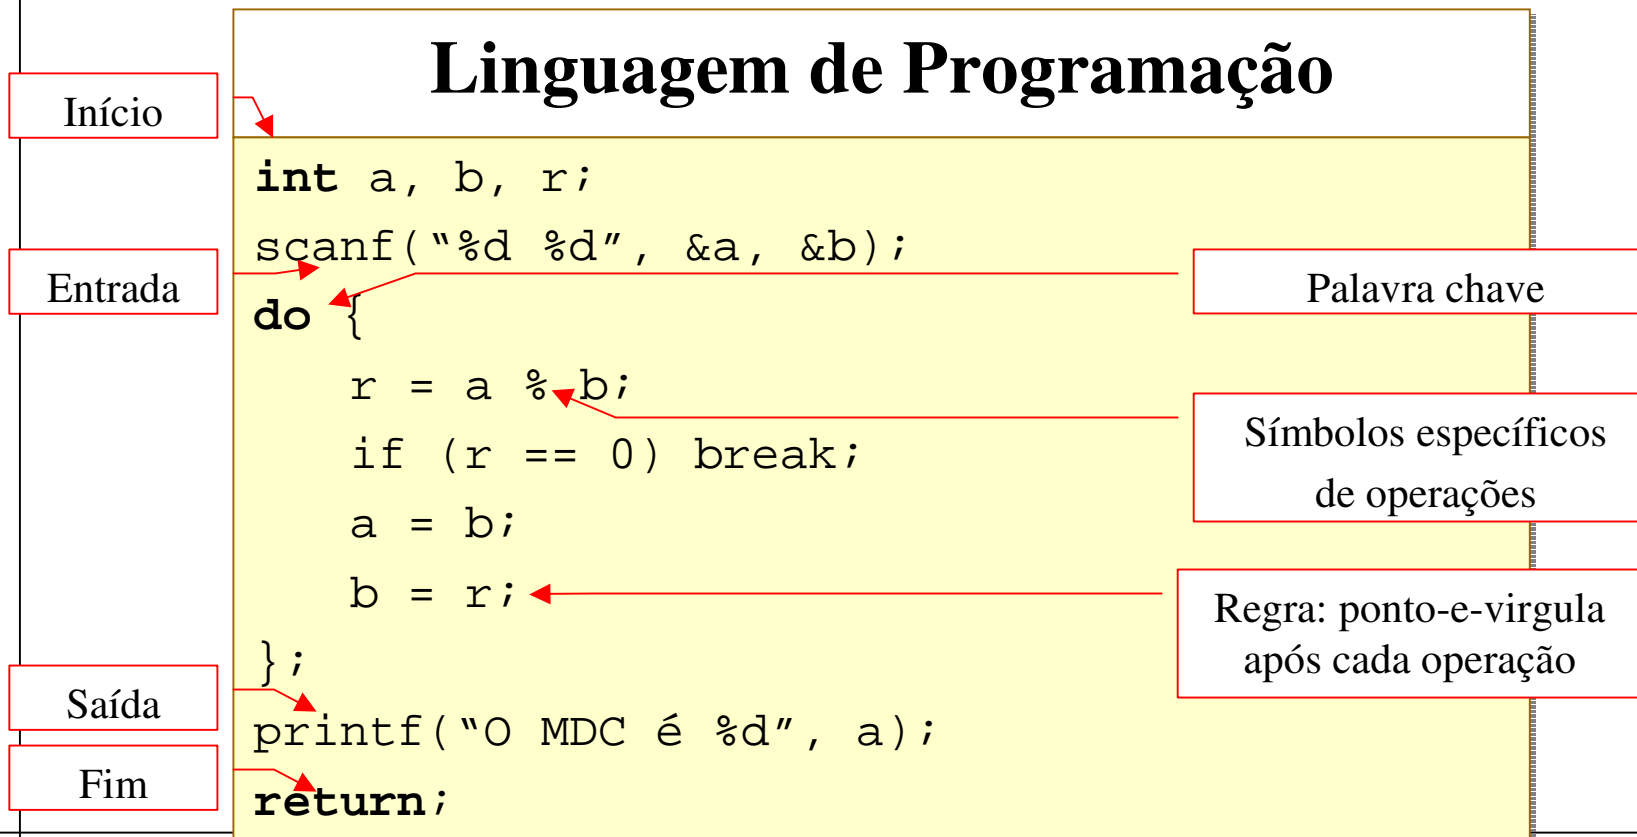 Linguagem de Programação
Início
int a, b, r;
scanf(“%d %d”, &a, &b);
Entrada
Palavra chave
do {
r = a % b;
Símbolos específicos
de operações
if (r == 0) break;
a = b;
b = r;
Regra: ponto-e-virgula
após cada operação
};
Saída
printf(“O MDC é %d”, a);
Fim
return;